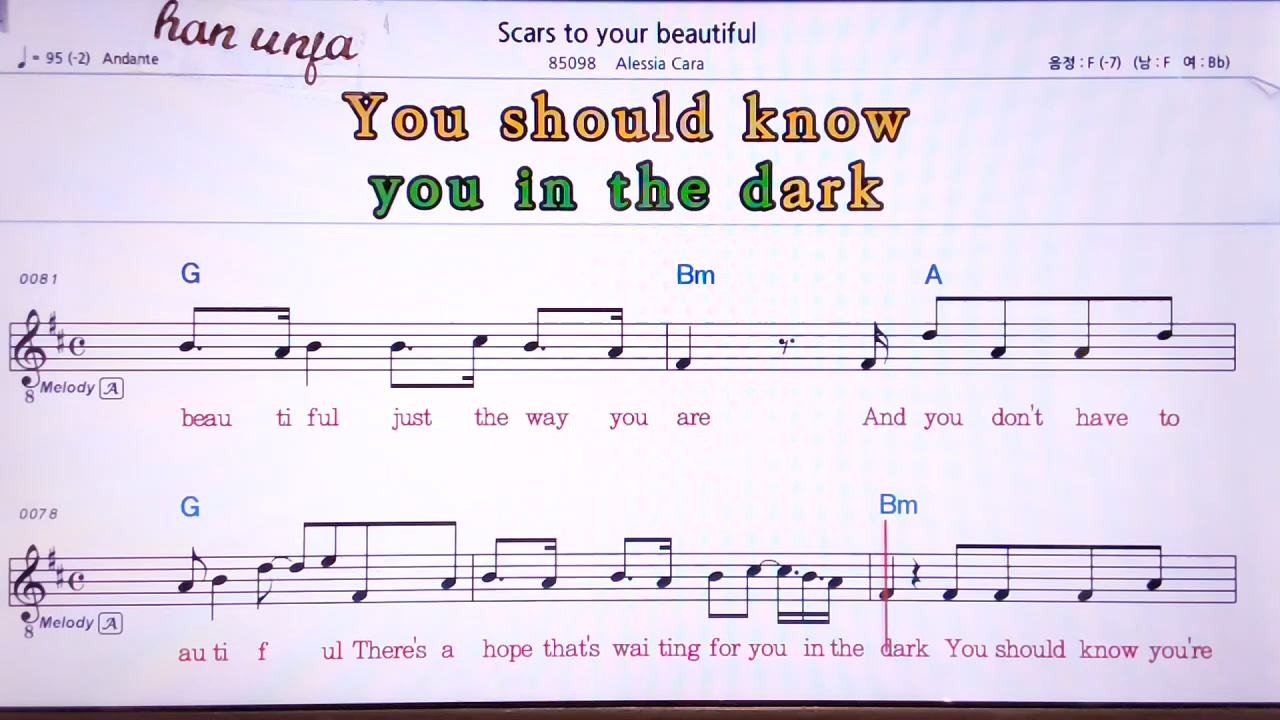 han unja
Scars to your beautiful
♩ = 95 (-2) Andante
85098 Alessia Cara
음정 : F (-7) (남 : F 여 : Bb)
You should know
you in the dark
0081
G Bm A
8 Melody A
beau ti ful just the way you are And you don't have to
0078
G Bm
8 Melody A
au ti f ul There's a hope that's wai ting for you in the dark You should know you're